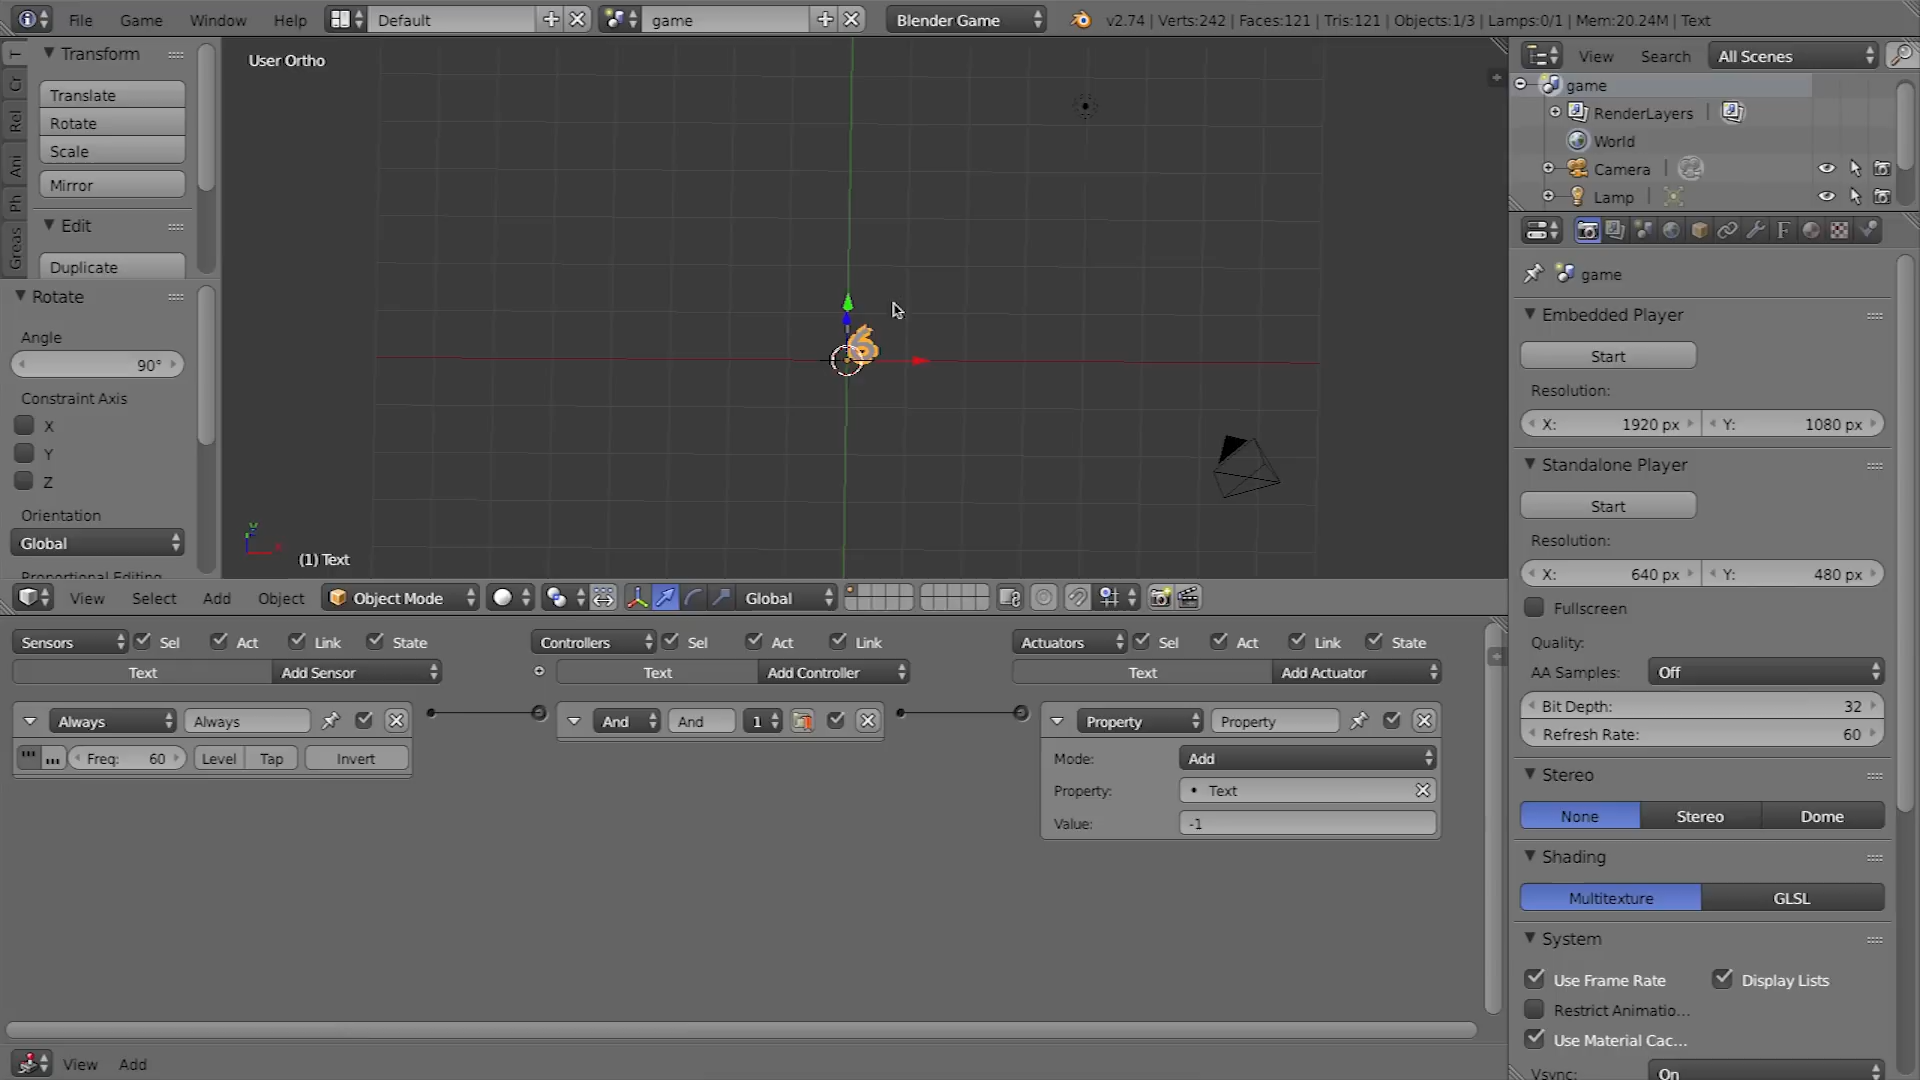 File Game Window Help Default game Blender Game v2.74 | Verts:242 | Faces:121 | Tris:121 | Objects:1/3 | Lamps:0/1 | Mem:20.24M | Text
T
Cr
Rel
Ani
Ph
Greas
Transform
Translate
Rotate
Scale
Mirror
Edit
Duplicate
Rotate
Angle
90°
Constraint Axis
X
Y
Z
Orientation
Global
User Ortho
6
(1) Text
View Select Add Object Object Mode Global
Sensors Sel Act Link State
Text Add Sensor
Always Always
Freq: 60 Level Tap Invert
Controllers Sel Act Link
Text Add Controller
And And 1
Actuators Sel Act Link State
Text Add Actuator
Property Property
Mode: Add
Property: Text
Value: -1
View Add
View Search All Scenes
game
RenderLayers
World
Camera
Lamp
game
Embedded Player
Start
Resolution:
X: 1920 px Y: 1080 px
Standalone Player
Start
Resolution:
X: 640 px Y: 480 px
Fullscreen
Quality:
AA Samples: Off
Bit Depth: 32
Refresh Rate: 60
Stereo
None Stereo Dome
Shading
Multitexture GLSL
System
Use Frame Rate Display Lists
Restrict Animatio...
Use Material Cac...
Vsync: On